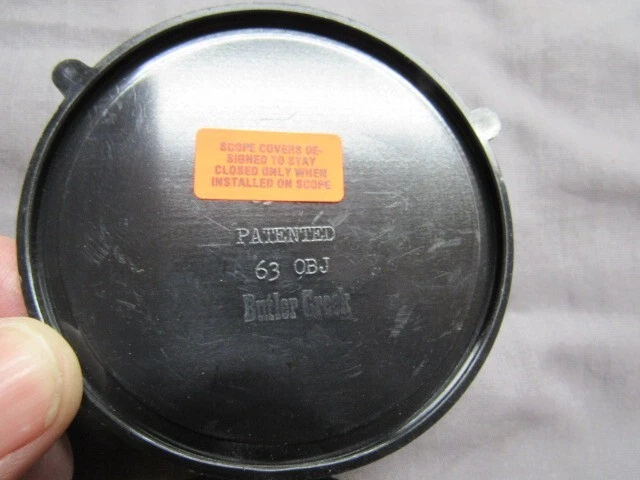 SCOPE COVERS DE-
SIGNED TO STAY
CLOSED ONLY WHEN
INSTALLED ON SCOPE
PATENTED
63 OBJ
Butler Creek